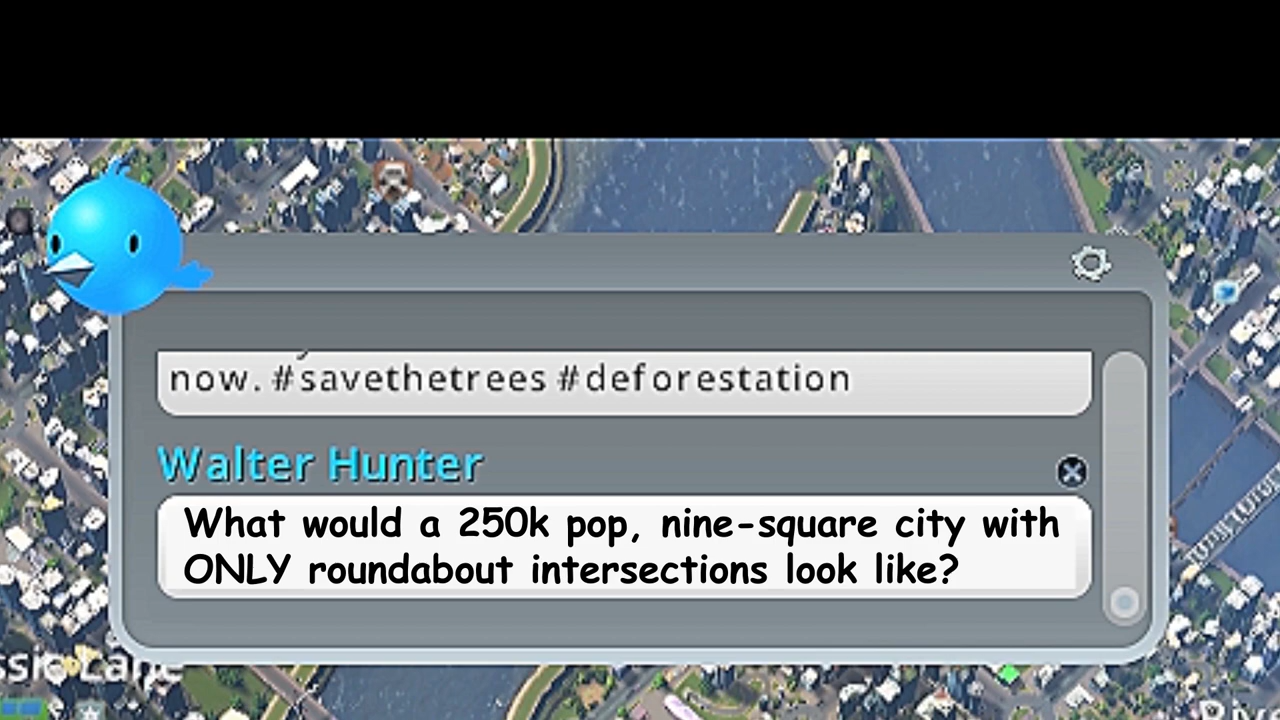 now. #savethetrees #deforestation
Walter Hunter
What would a 250k pop, nine-square city with
ONLY roundabout intersections look like?